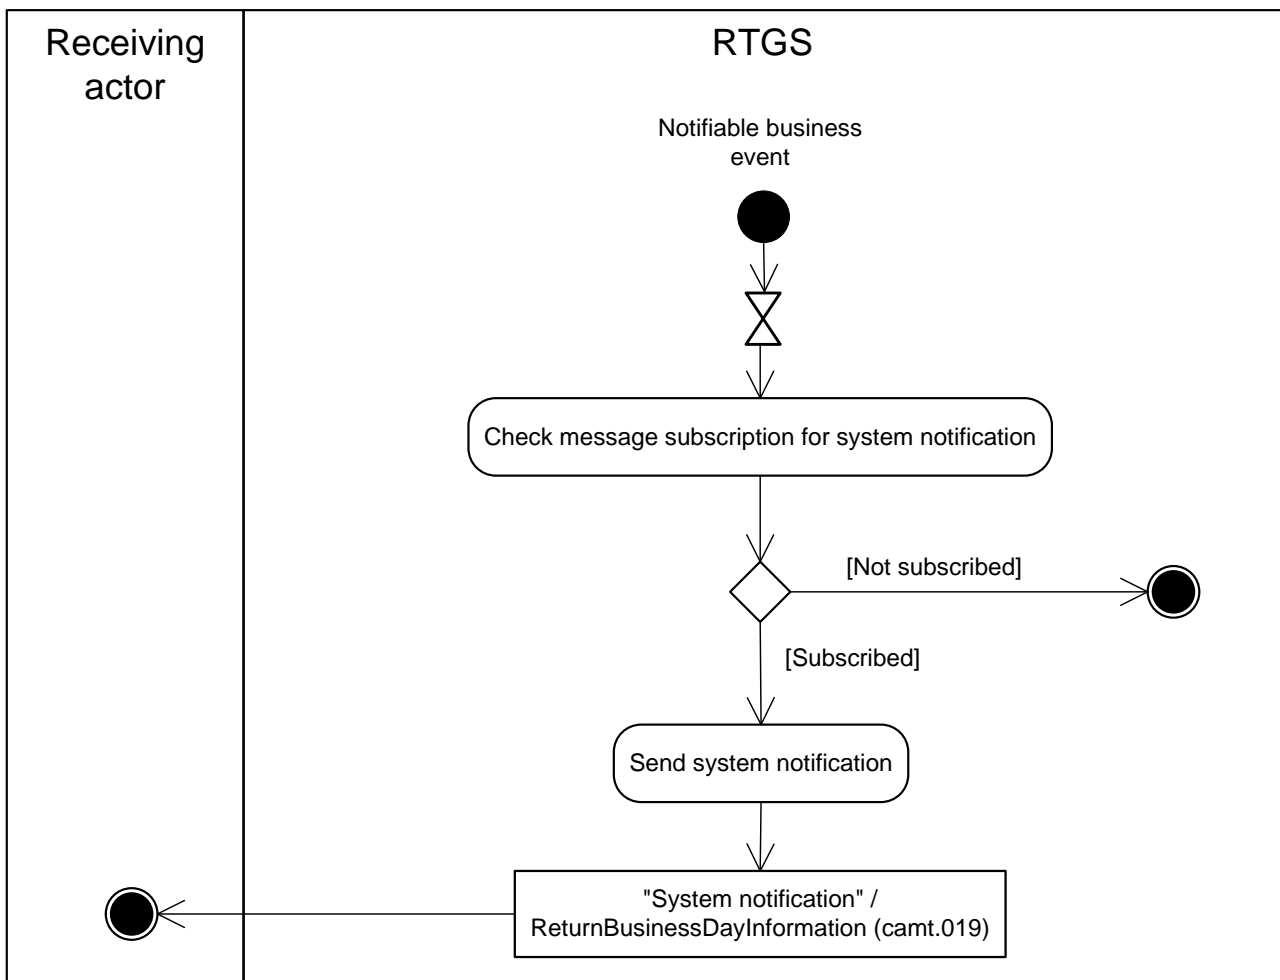 Receiving
actor
RTGS
Notifiable business
event
Check message subscription for system notification
[Not subscribed]
[Subscribed]
Send system notification
"System notification" /
ReturnBusinessDayInformation (camt.019)